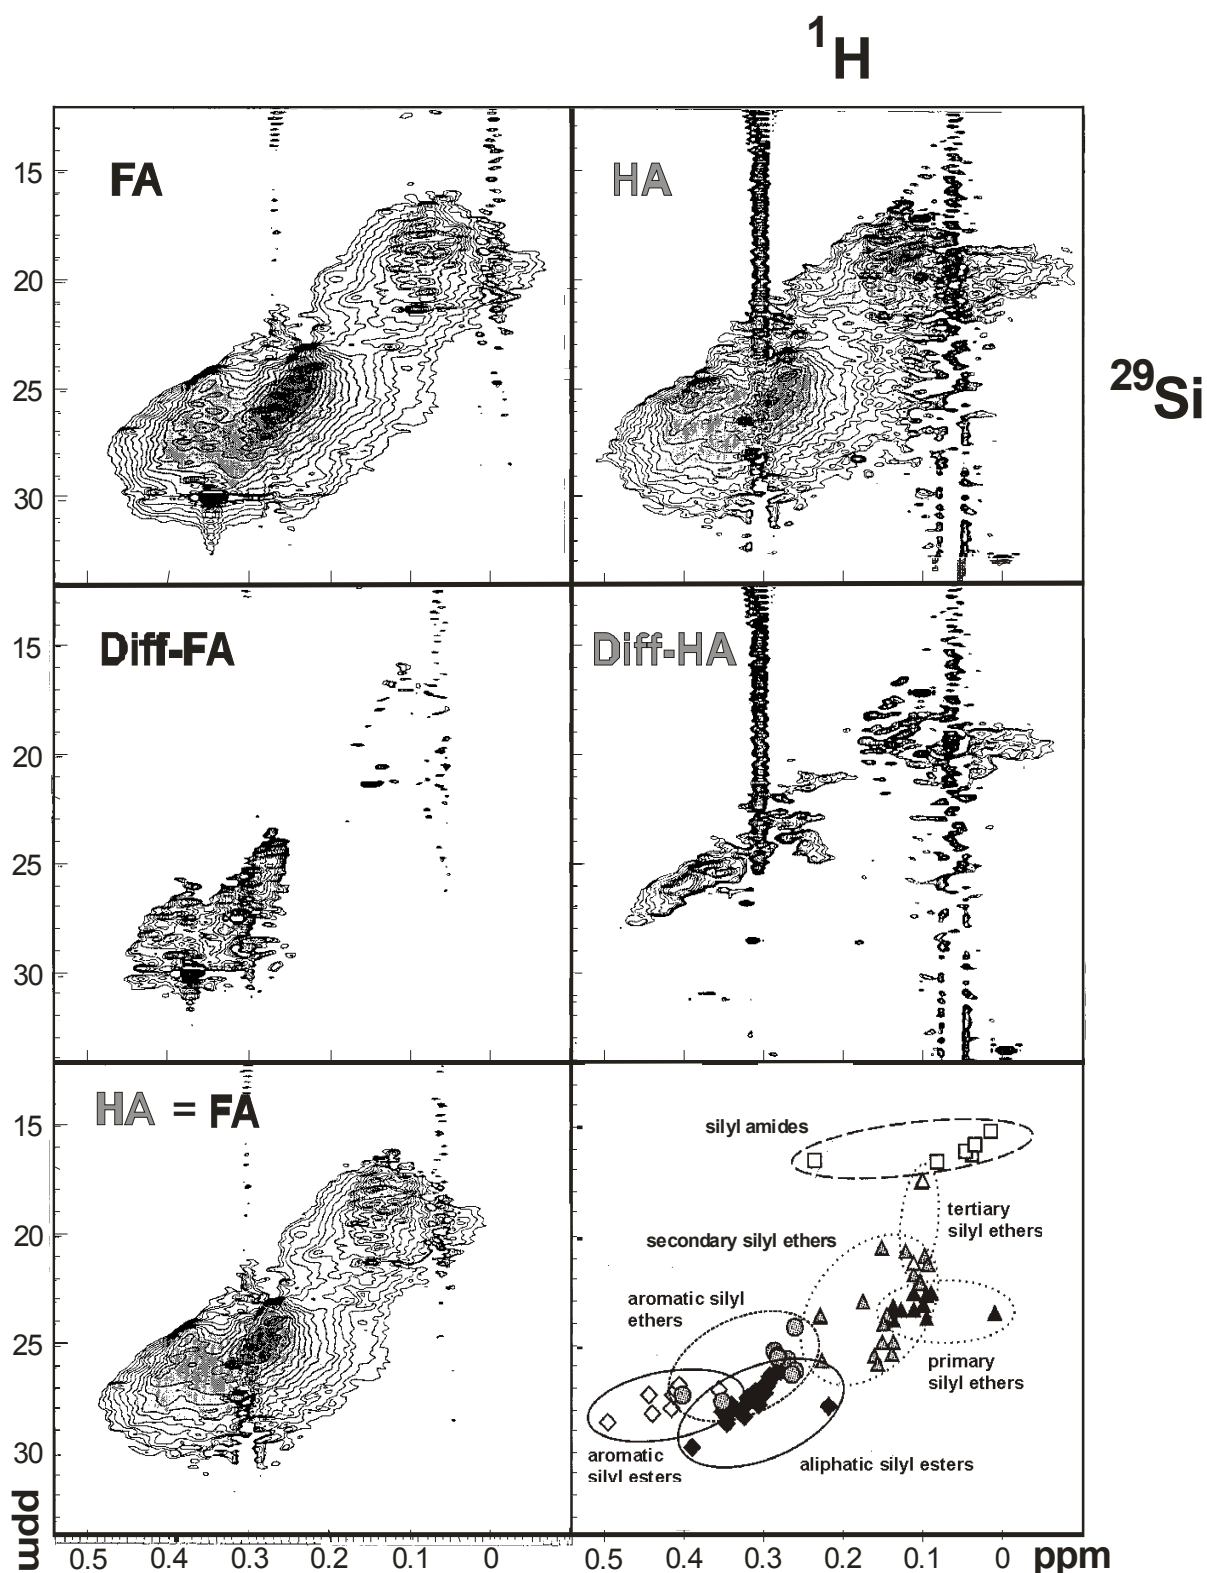 ¹H
FA
HA
15
20
25
30
²⁹Si
Diff-FA
Diff-HA
15
20
25
30
HA = FA
15
20
25
30
ppm
silyl amides
tertiary
silyl ethers
secondary silyl ethers
aromatic silyl
ethers
primary
silyl ethers
aromatic
silyl esters
aliphatic silyl esters
0.5 0.4 0.3 0.2 0.1 0
0.5 0.4 0.3 0.2 0.1 0 ppm